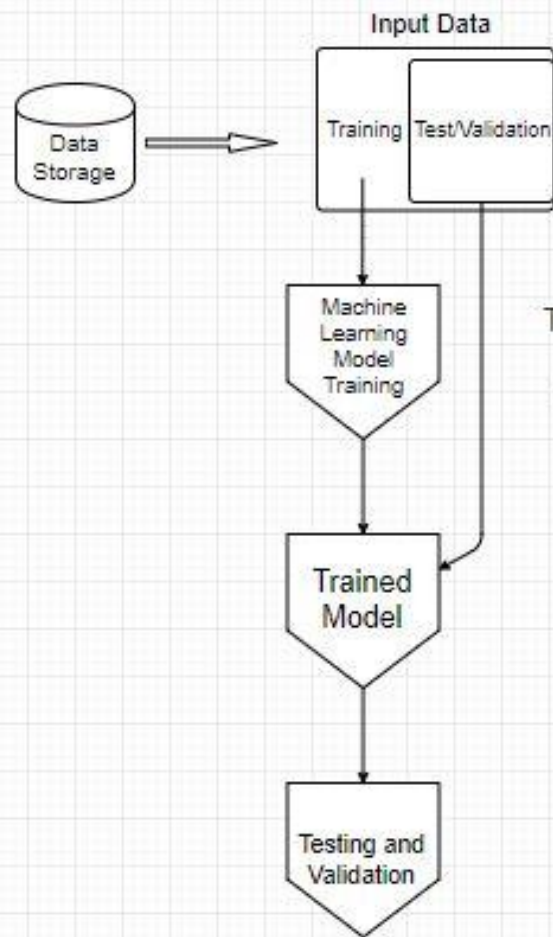 Input Data
Data
Storage
Training
Test/Validation
Machine
Learning
Model
Training
T
Trained
Model
Testing and
Validation